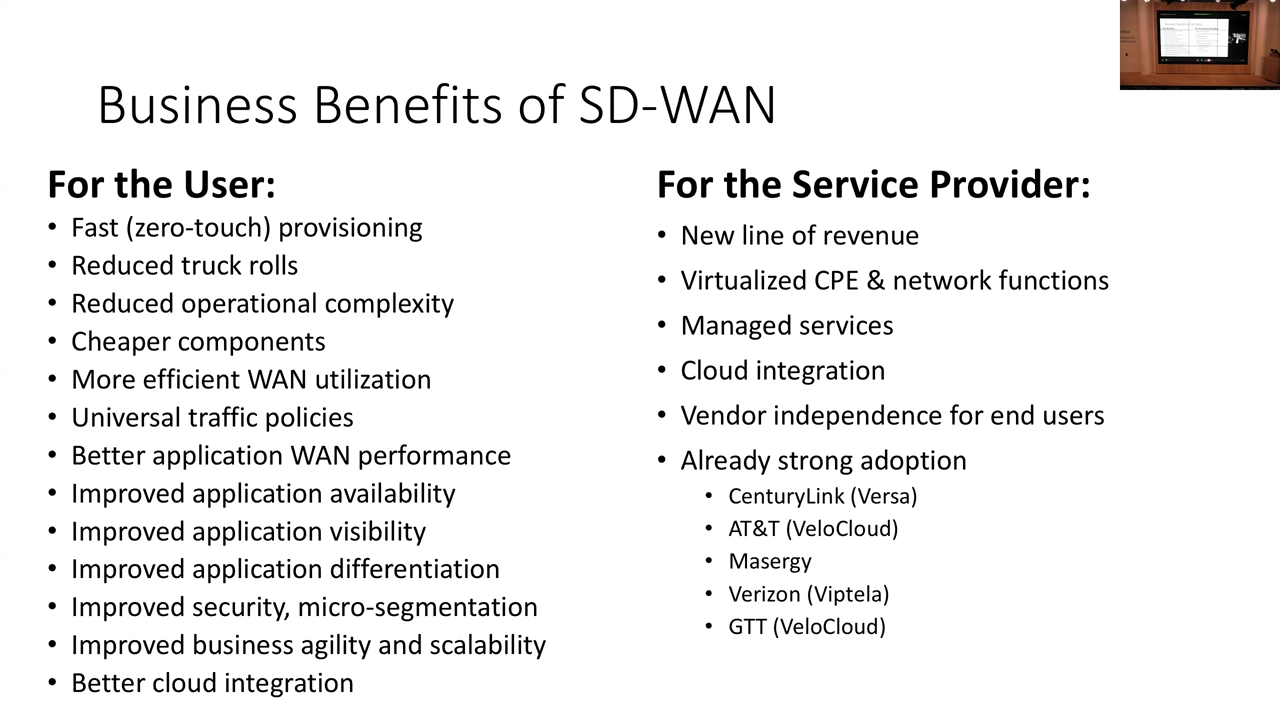 Business Benefits of SD-WAN
For the User:
• Fast (zero-touch) provisioning
• Reduced truck rolls
• Reduced operational complexity
• Cheaper components
• More efficient WAN utilization
• Universal traffic policies
• Better application WAN performance
• Improved application availability
• Improved application visibility
• Improved application differentiation
• Improved security, micro-segmentation
• Improved business agility and scalability
• Better cloud integration
For the Service Provider:
• New line of revenue
• Virtualized CPE & network functions
• Managed services
• Cloud integration
• Vendor independence for end users
• Already strong adoption
• CenturyLink (Versa)
• AT&T (VeloCloud)
• Masergy
• Verizon (Viptela)
• GTT (VeloCloud)